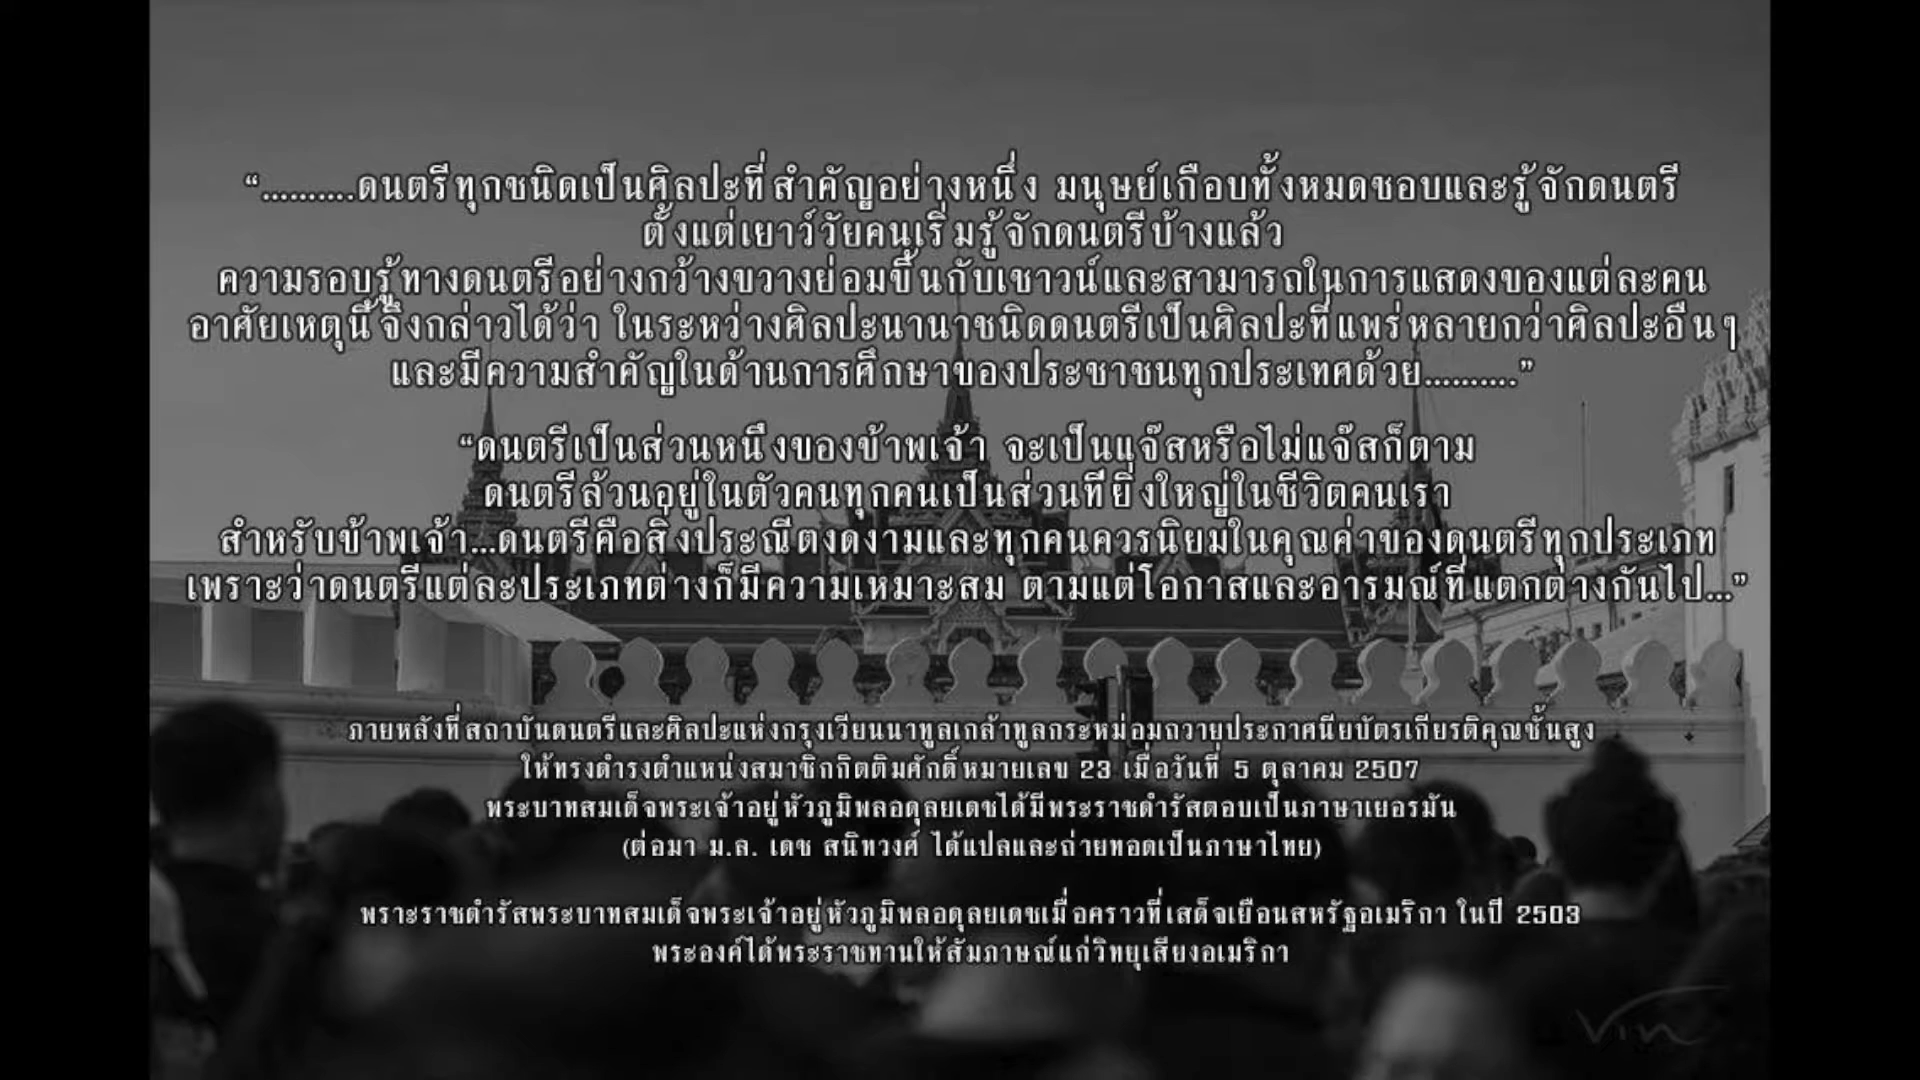 “..........ดนตรีทุกชนิดเป็นศิลปะที่สำคัญอย่างหนึ่ง มนุษย์เกือบทั้งหมดชอบและรู้จักดนตรี
ตั้งแต่เยาว์วัยคนเริ่มรู้จักดนตรีบ้างแล้ว
ความรอบรู้ทางดนตรีอย่างกว้างขวางย่อมขึ้นกับเชาวน์และสามารถในการแสดงของแต่ละคน
อาศัยเหตุนี้จึงกล่าวได้ว่า ในระหว่างศิลปะนานาชนิดดนตรีเป็นศิลปะที่แพร่หลายกว่าศิลปะอื่นๆ
และมีความสำคัญในด้านการศึกษาของประชาชนทุกประเทศด้วย..........”
“ดนตรีเป็นส่วนหนึ่งของข้าพเจ้า จะเป็นแจ๊สหรือไม่แจ๊สก็ตาม
ดนตรีล้วนอยู่ในตัวคนทุกคนเป็นส่วนที่ยิ่งใหญ่ในชีวิตคนเรา
สำหรับข้าพเจ้า...ดนตรีคือสิ่งประณีตงดงามและทุกคนควรนิยมในคุณค่าของดนตรีทุกประเภท
เพราะว่าดนตรีแต่ละประเภทต่างก็มีความเหมาะสม ตามแต่โอกาสและอารมณ์ที่แตกต่างกันไป...”
ภายหลังที่สถาบันดนตรีและศิลปะแห่งกรุงเวียนนาทูลเกล้าทูลกระหม่อมถวายประกาศนียบัตรเกียรติคุณชั้นสูง
ให้ทรงดำรงตำแหน่งสมาชิกกิตติมศักดิ์หมายเลข 23 เมื่อวันที่ 5 ตุลาคม 2507
พระบาทสมเด็จพระเจ้าอยู่หัวภูมิพลอดุลยเดชได้มีพระราชดำรัสตอบเป็นภาษาเยอรมัน
(ต่อมา ม.ล. เดช สนิทวงศ์ ได้แปลและถ่ายทอดเป็นภาษาไทย)
พราะราชดำรัสพระบาทสมเด็จพระเจ้าอยู่หัวภูมิพลอดุลยเดชเมื่อคราวที่เสด็จเยือนสหรัฐอเมริกา ในปี 2503
พระองค์ได้พระราชทานให้สัมภาษณ์แก่วิทยุเสียงอเมริกา
Vin